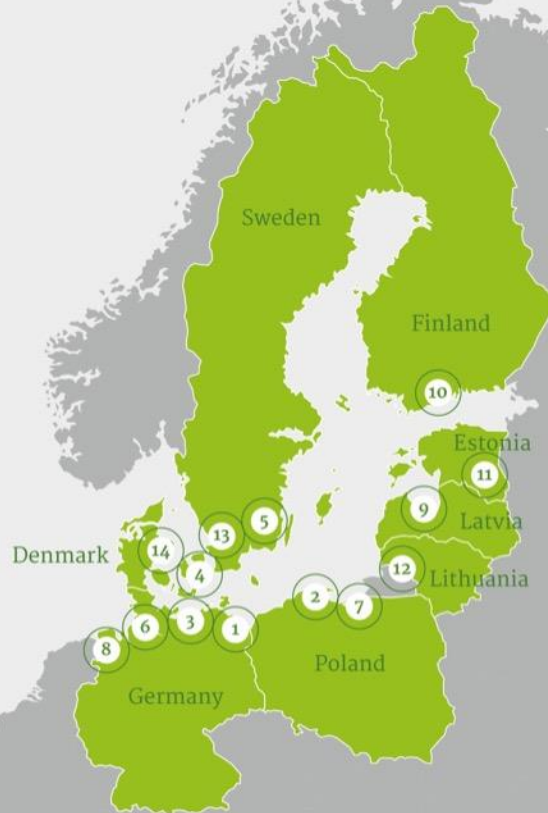 Sweden
Finland
10
Estonia
11
9
Latvia
5
13
14
Denmark
4
12
Lithuania
2
7
3
6
1
8
Poland
Germany